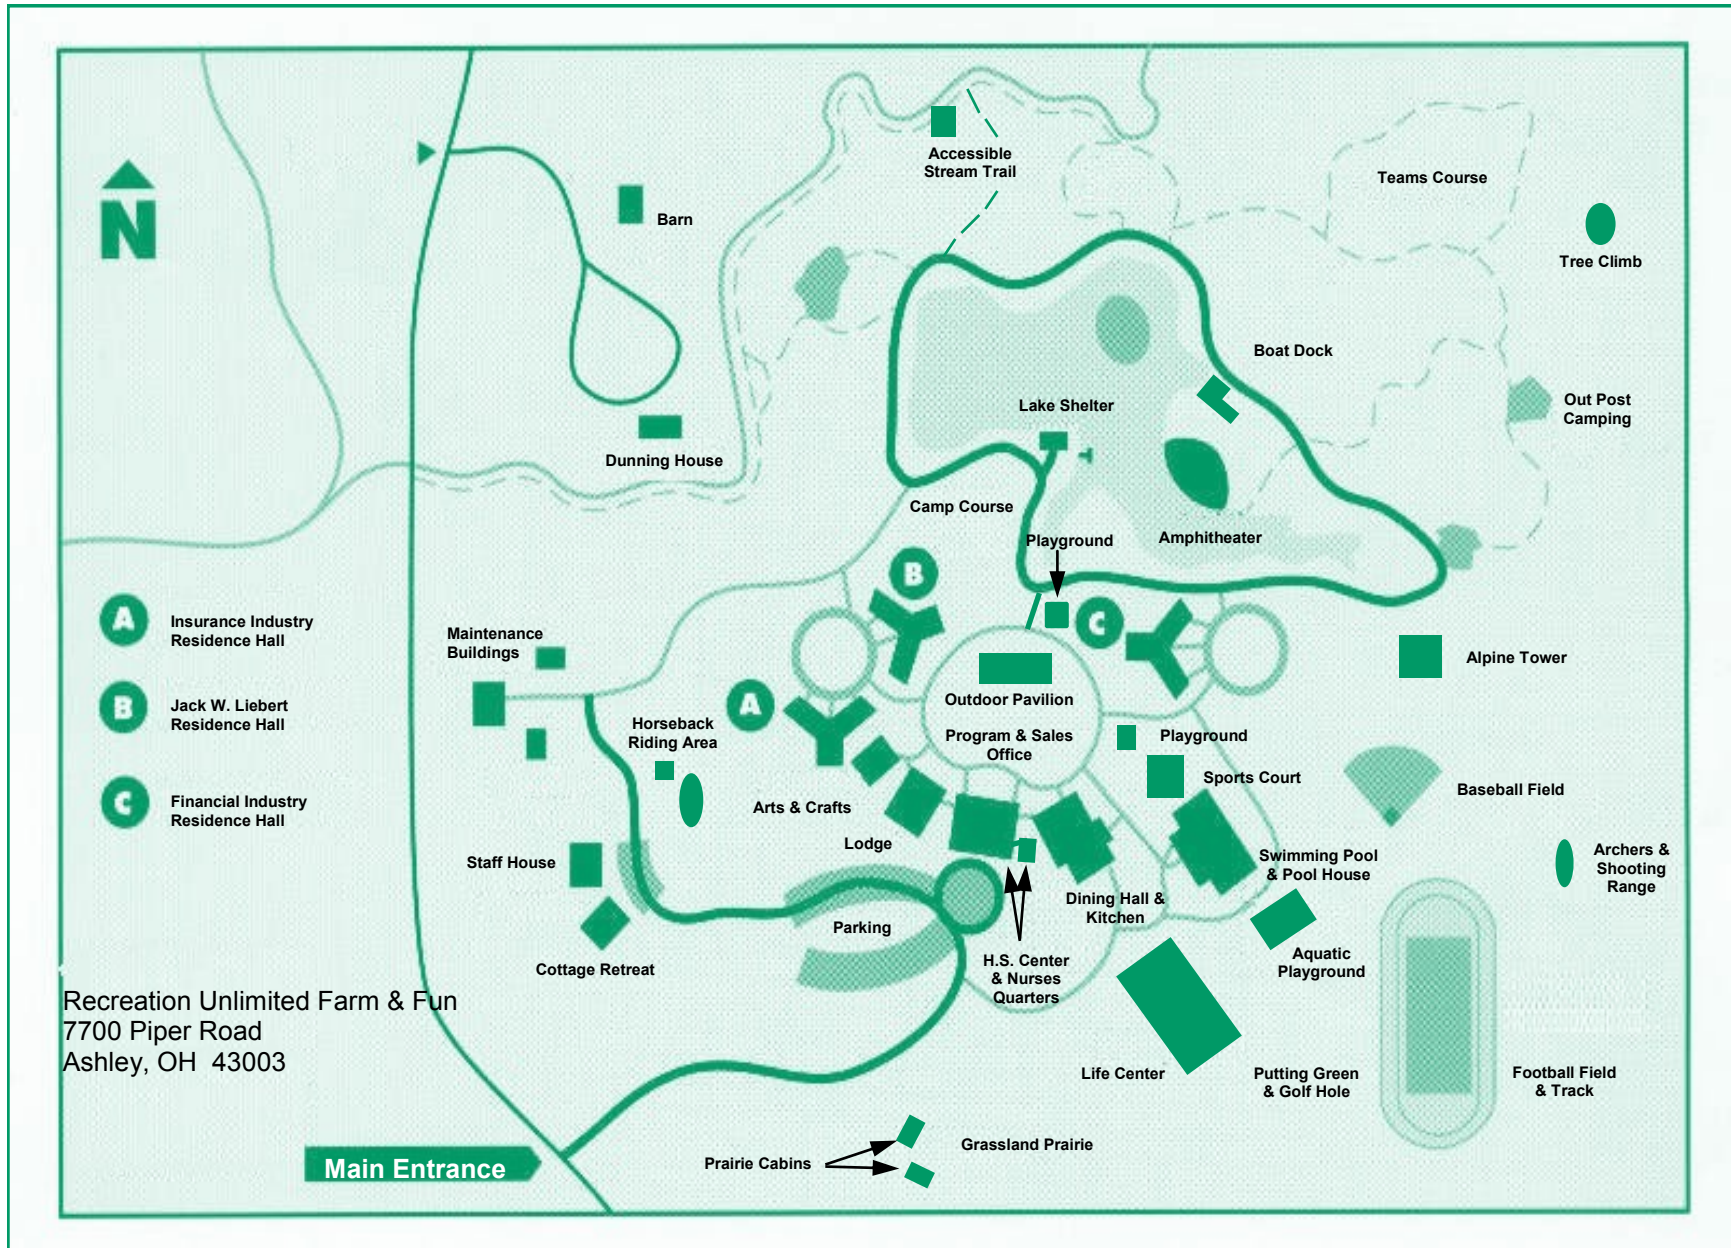 Accessible
Stream Trail
Teams Course
N
Barn
Tree Climb
Boat Dock
Lake Shelter
Out Post
Camping
Dunning House
Camp Course
Playground
Amphitheater
B
A
Insurance Industry
Residence Hall
C
Maintenance
Buildings
Alpine Tower
B
Jack W. Liebert
Residence Hall
A
Outdoor Pavilion
Horseback
Riding Area
Program & Sales
Office
Playground
Sports Court
Baseball Field
C
Financial Industry
Residence Hall
Arts & Crafts
Lodge
Staff House
Swimming Pool
& Pool House
Archers &
Shooting
Range
Dining Hall &
Kitchen
Parking
Cottage Retreat
H.S. Center
& Nurses
Quarters
Aquatic
Playground
Recreation Unlimited Farm & Fun
7700 Piper Road
Ashley, OH 43003
Life Center
Putting Green
& Golf Hole
Football Field
& Track
Main Entrance
Prairie Cabins
Grassland Prairie